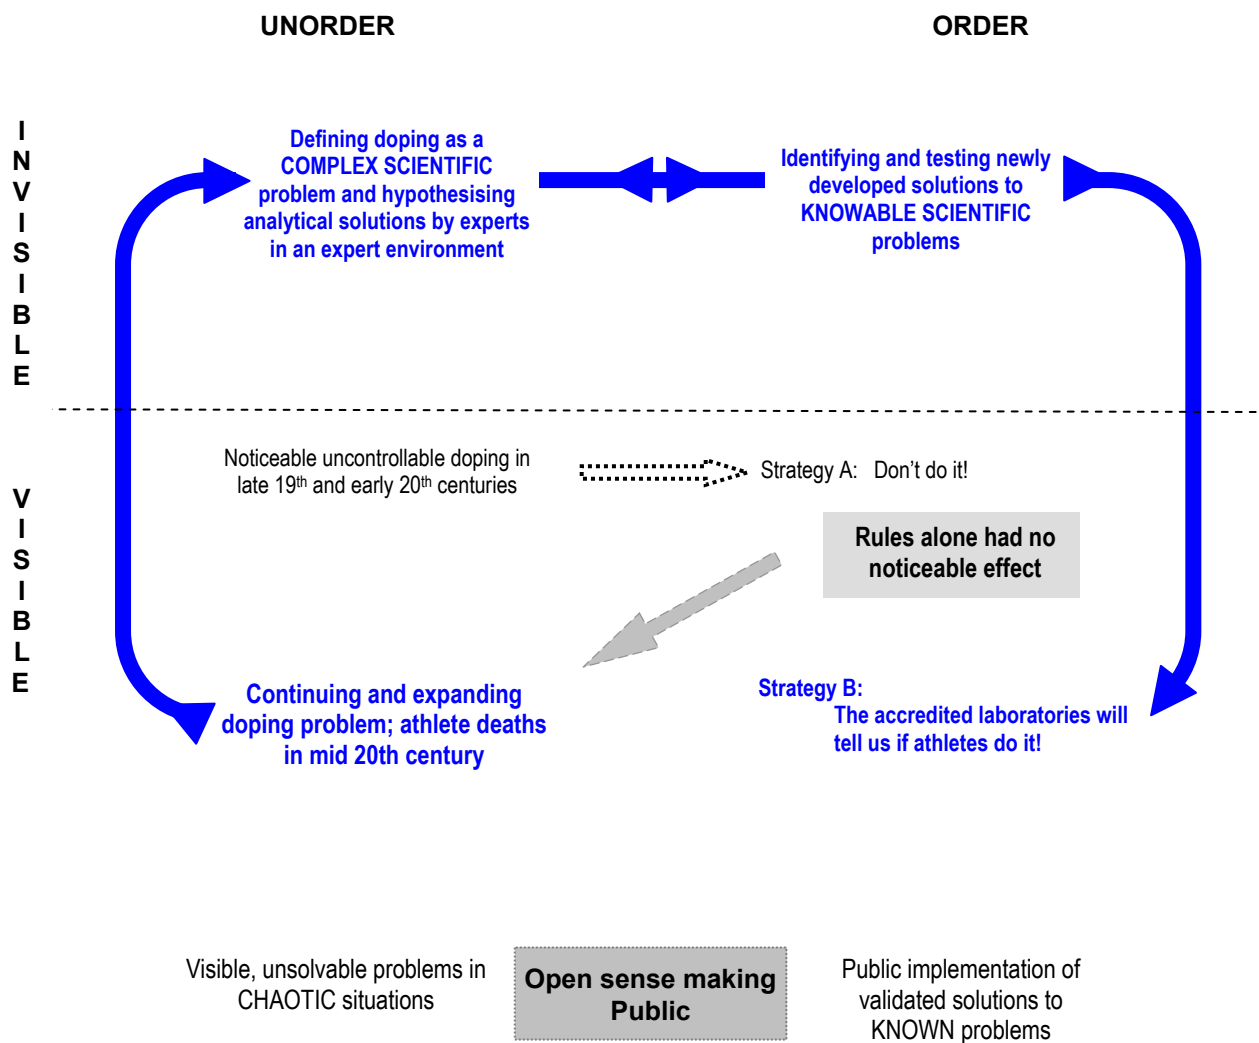 UNORDER
ORDER
INVISIBLE
Defining doping as a
COMPLEX SCIENTIFIC
problem and hypothesising
analytical solutions by experts
in an expert environment
Identifying and testing newly
developed solutions to
KNOWABLE SCIENTIFIC
problems
VISIBLE
Noticeable uncontrollable doping in
late 19th and early 20th centuries
Strategy A: Don't do it!
Rules alone had no
noticeable effect
Continuing and expanding
doping problem; athlete deaths
in mid 20th century
Strategy B:
The accredited laboratories will
tell us if athletes do it!
Visible, unsolvable problems in
CHAOTIC situations
Open sense making
Public
Public implementation of
validated solutions to
KNOWN problems